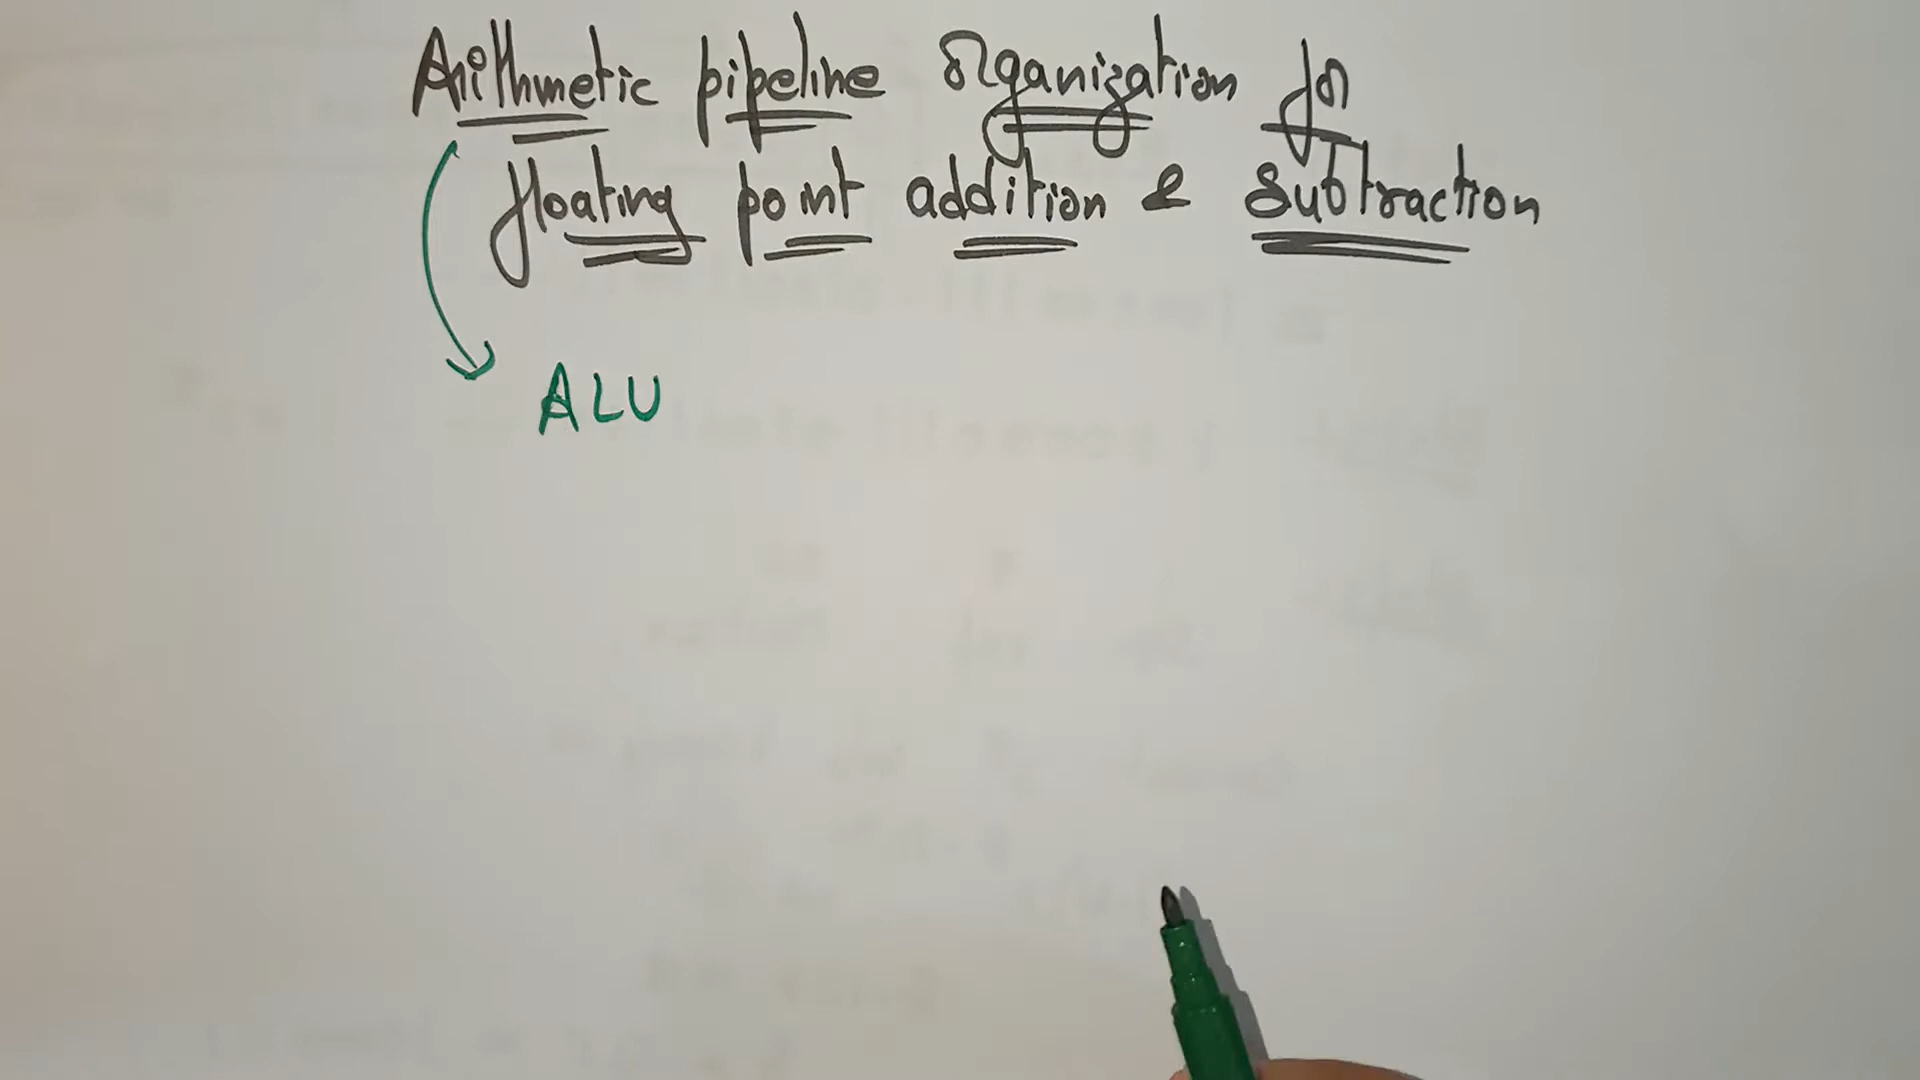 Arithmetic pipeline Organization for
floating point addition & Subtraction
ALU